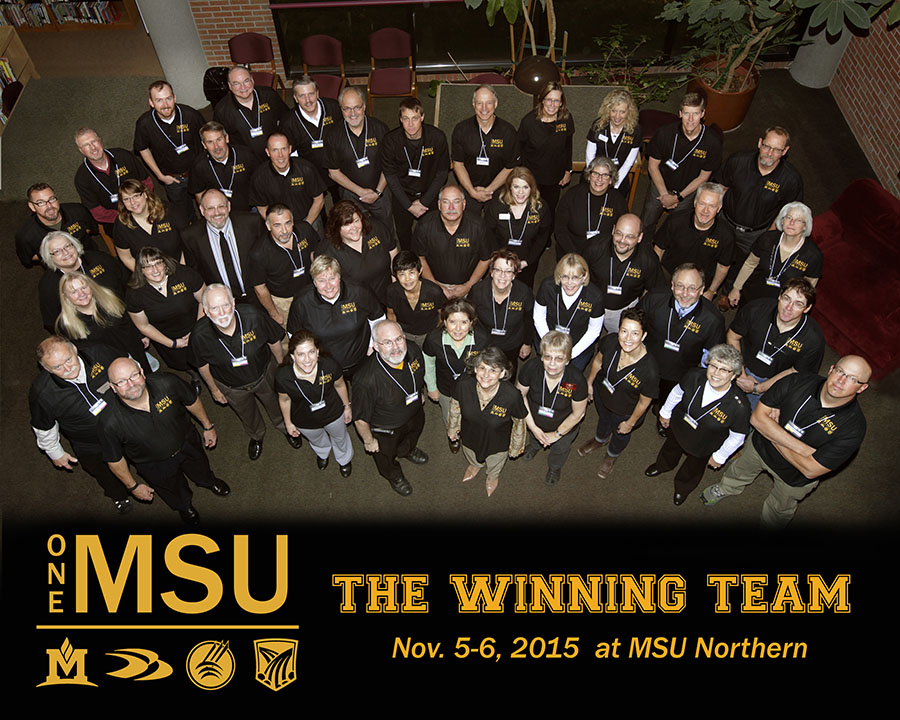 ONE MSU
THE WINNING TEAM
Nov. 5-6, 2015 at MSU Northern